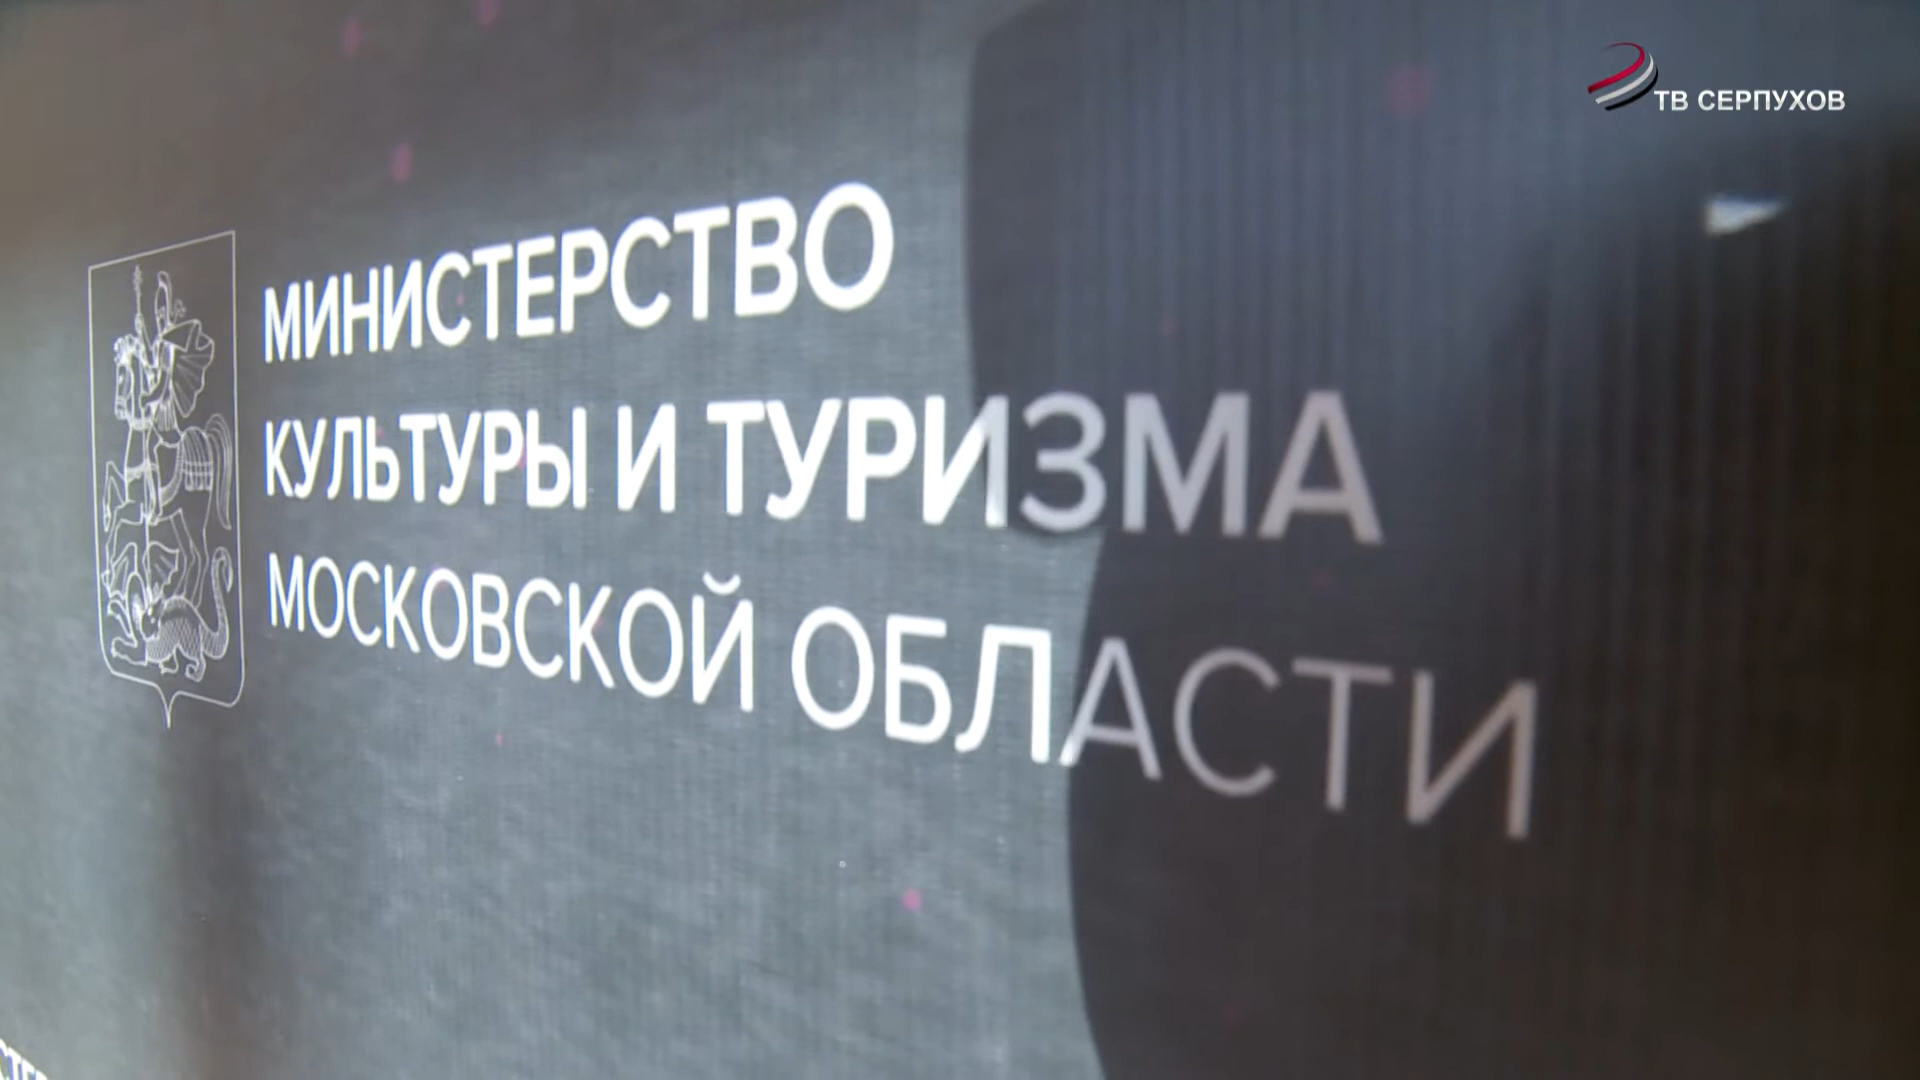 ТВ СЕРПУХОВ
МИНИСТЕРСТВО
КУЛЬТУРЫ И ТУРИЗМА
МОСКОВСКОЙ ОБЛАСТИ